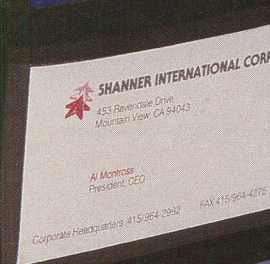 SHANNER INTERNATIONAL CORP
453 Ravendale Drive
Mountain View, CA 94043
Al Montross
President, CEO
Corporate Headquarters 415/964-2992 FAX 415/964-4275